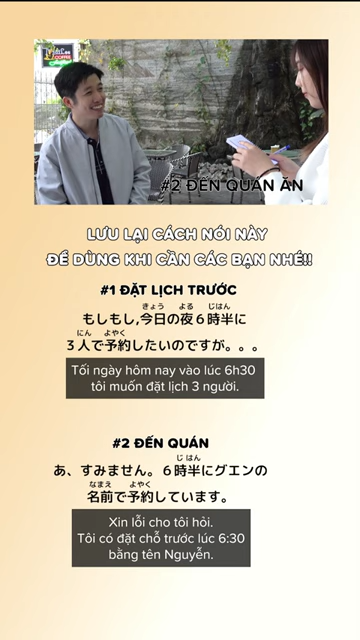 COFFEE
#2 ĐẾN QUÁN ĂN
LƯU LẠI CÁCH NÓI NÀY
ĐỂ DÙNG KHI CẦN CÁC BẠN NHÉ!!
#1 ĐẶT LỊCH TRƯỚC
きょう よる じはん
もしもし,今日の夜６時半に
にん よやく
３人で予約したいのですが。。。
Tối ngày hôm nay vào lúc 6h30
tôi muốn đặt lịch 3 người.
#2 ĐẾN QUÁN
じ はん
あ、すみません。６時半にグエンの
なまえ よやく
名前で予約しています。
Xin lỗi cho tôi hỏi.
Tôi có đặt chỗ trước lúc 6:30
bằng tên Nguyễn.